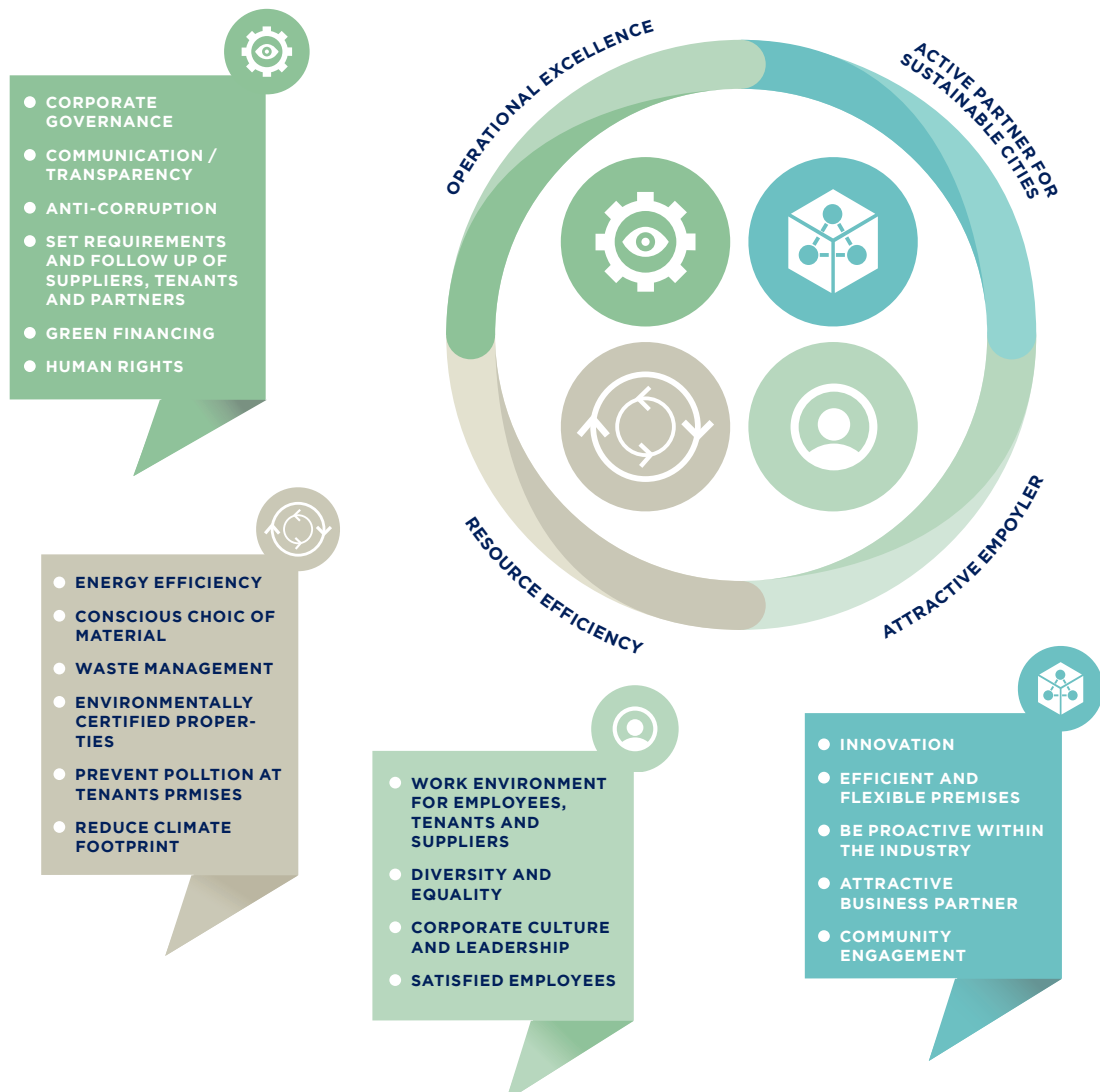 OPERATIONAL EXCELLENCE
ACTIVE PARTNER FOR
SUSTAINABLE CITIES
RESOURCE EFFICIENCY
ATTRACTIVE EMPOYLER
CORPORATE
GOVERNANCE
COMMUNICATION /
TRANSPARENCY
ANTI-CORRUPTION
SET REQUIREMENTS
AND FOLLOW UP OF
SUPPLIERS, TENANTS
AND PARTNERS
GREEN FINANCING
HUMAN RIGHTS
ENERGY EFFICIENCY
CONSCIOUS CHOIC OF
MATERIAL
WASTE MANAGEMENT
ENVIRONMENTALLY
CERTIFIED PROPER-
TIES
PREVENT POLLTION AT
TENANTS PRMISES
REDUCE CLIMATE
FOOTPRINT
WORK ENVIRONMENT
FOR EMPLOYEES,
TENANTS AND
SUPPLIERS
DIVERSITY AND
EQUALITY
CORPORATE CULTURE
AND LEADERSHIP
SATISFIED EMPLOYEES
INNOVATION
EFFICIENT AND
FLEXIBLE PREMISES
BE PROACTIVE WITHIN
THE INDUSTRY
ATTRACTIVE
BUSINESS PARTNER
COMMUNITY
ENGAGEMENT